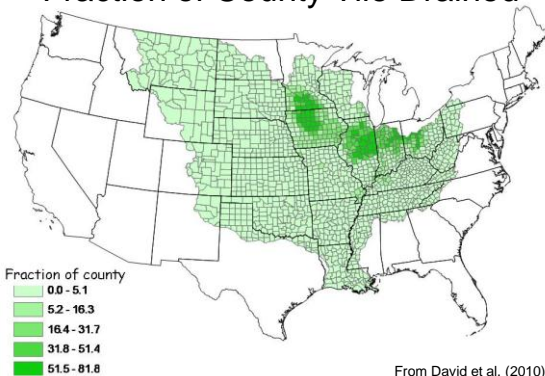 Fraction of County Tile Drained
Fraction of county
0.0 - 5.1
5.2 - 16.3
16.4 - 31.7
31.8 - 51.4
51.5 - 81.8
From David et al. (2010)